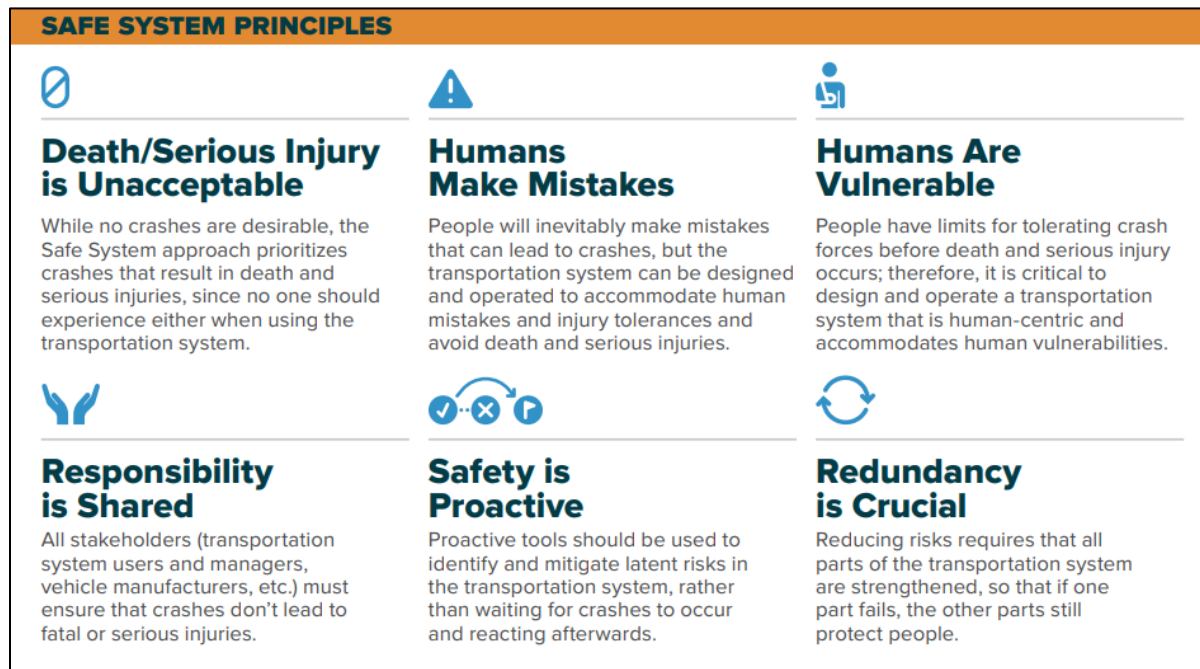 SAFE SYSTEM PRINCIPLES
Death/Serious Injury
is Unacceptable
While no crashes are desirable, the
Safe System approach prioritizes
crashes that result in death and
serious injuries, since no one should
experience either when using the
transportation system.
Humans
Make Mistakes
People will inevitably make mistakes
that can lead to crashes, but the
transportation system can be designed
and operated to accommodate human
mistakes and injury tolerances and
avoid death and serious injuries.
Humans Are
Vulnerable
People have limits for tolerating crash
forces before death and serious injury
occurs; therefore, it is critical to
design and operate a transportation
system that is human-centric and
accommodates human vulnerabilities.
Responsibility
is Shared
All stakeholders (transportation
system users and managers,
vehicle manufacturers, etc.) must
ensure that crashes don't lead to
fatal or serious injuries.
Safety is
Proactive
Proactive tools should be used to
identify and mitigate latent risks in
the transportation system, rather
than waiting for crashes to occur
and reacting afterwards.
Redundancy
is Crucial
Reducing risks requires that all
parts of the transportation system
are strengthened, so that if one
part fails, the other parts still
protect people.